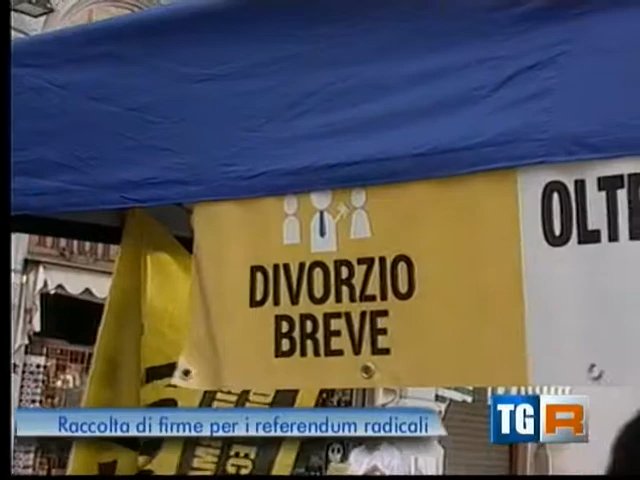 DIVORZIO
BREVE
OLTE
Raccolta di firme per i referendum radicali
TGR